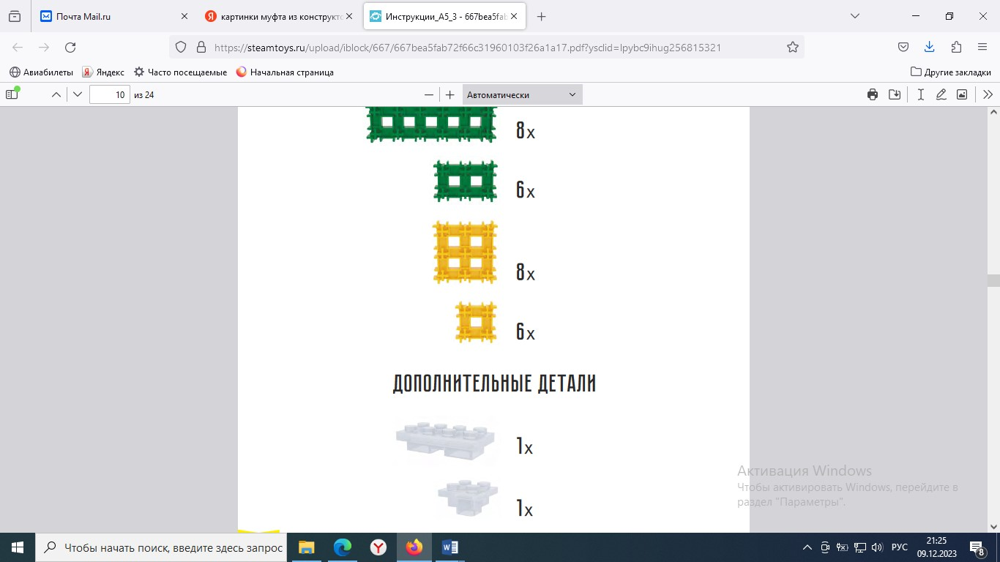 Почта Mail.ru
картинки муфта из конструкто
Инструкции_А5_3 - 667bea5fab
https://steamtoys.ru/upload/iblock/667/667bea5fab72f66c31960103f26a1a17.pdf?ysclid=lpybc9ihug256815321
Авиабилеты
Яндекс
Часто посещаемые
Начальная страница
Другие закладки
10 из 24
Автоматически
8x
6x
8x
6x
ДОПОЛНИТЕЛЬНЫЕ ДЕТАЛИ
1x
1x
Активация Windows
Чтобы активировать Windows, перейдите в
раздел "Параметры".
Чтобы начать поиск, введите здесь запрос
РУС
21:25
09.12.2023
8